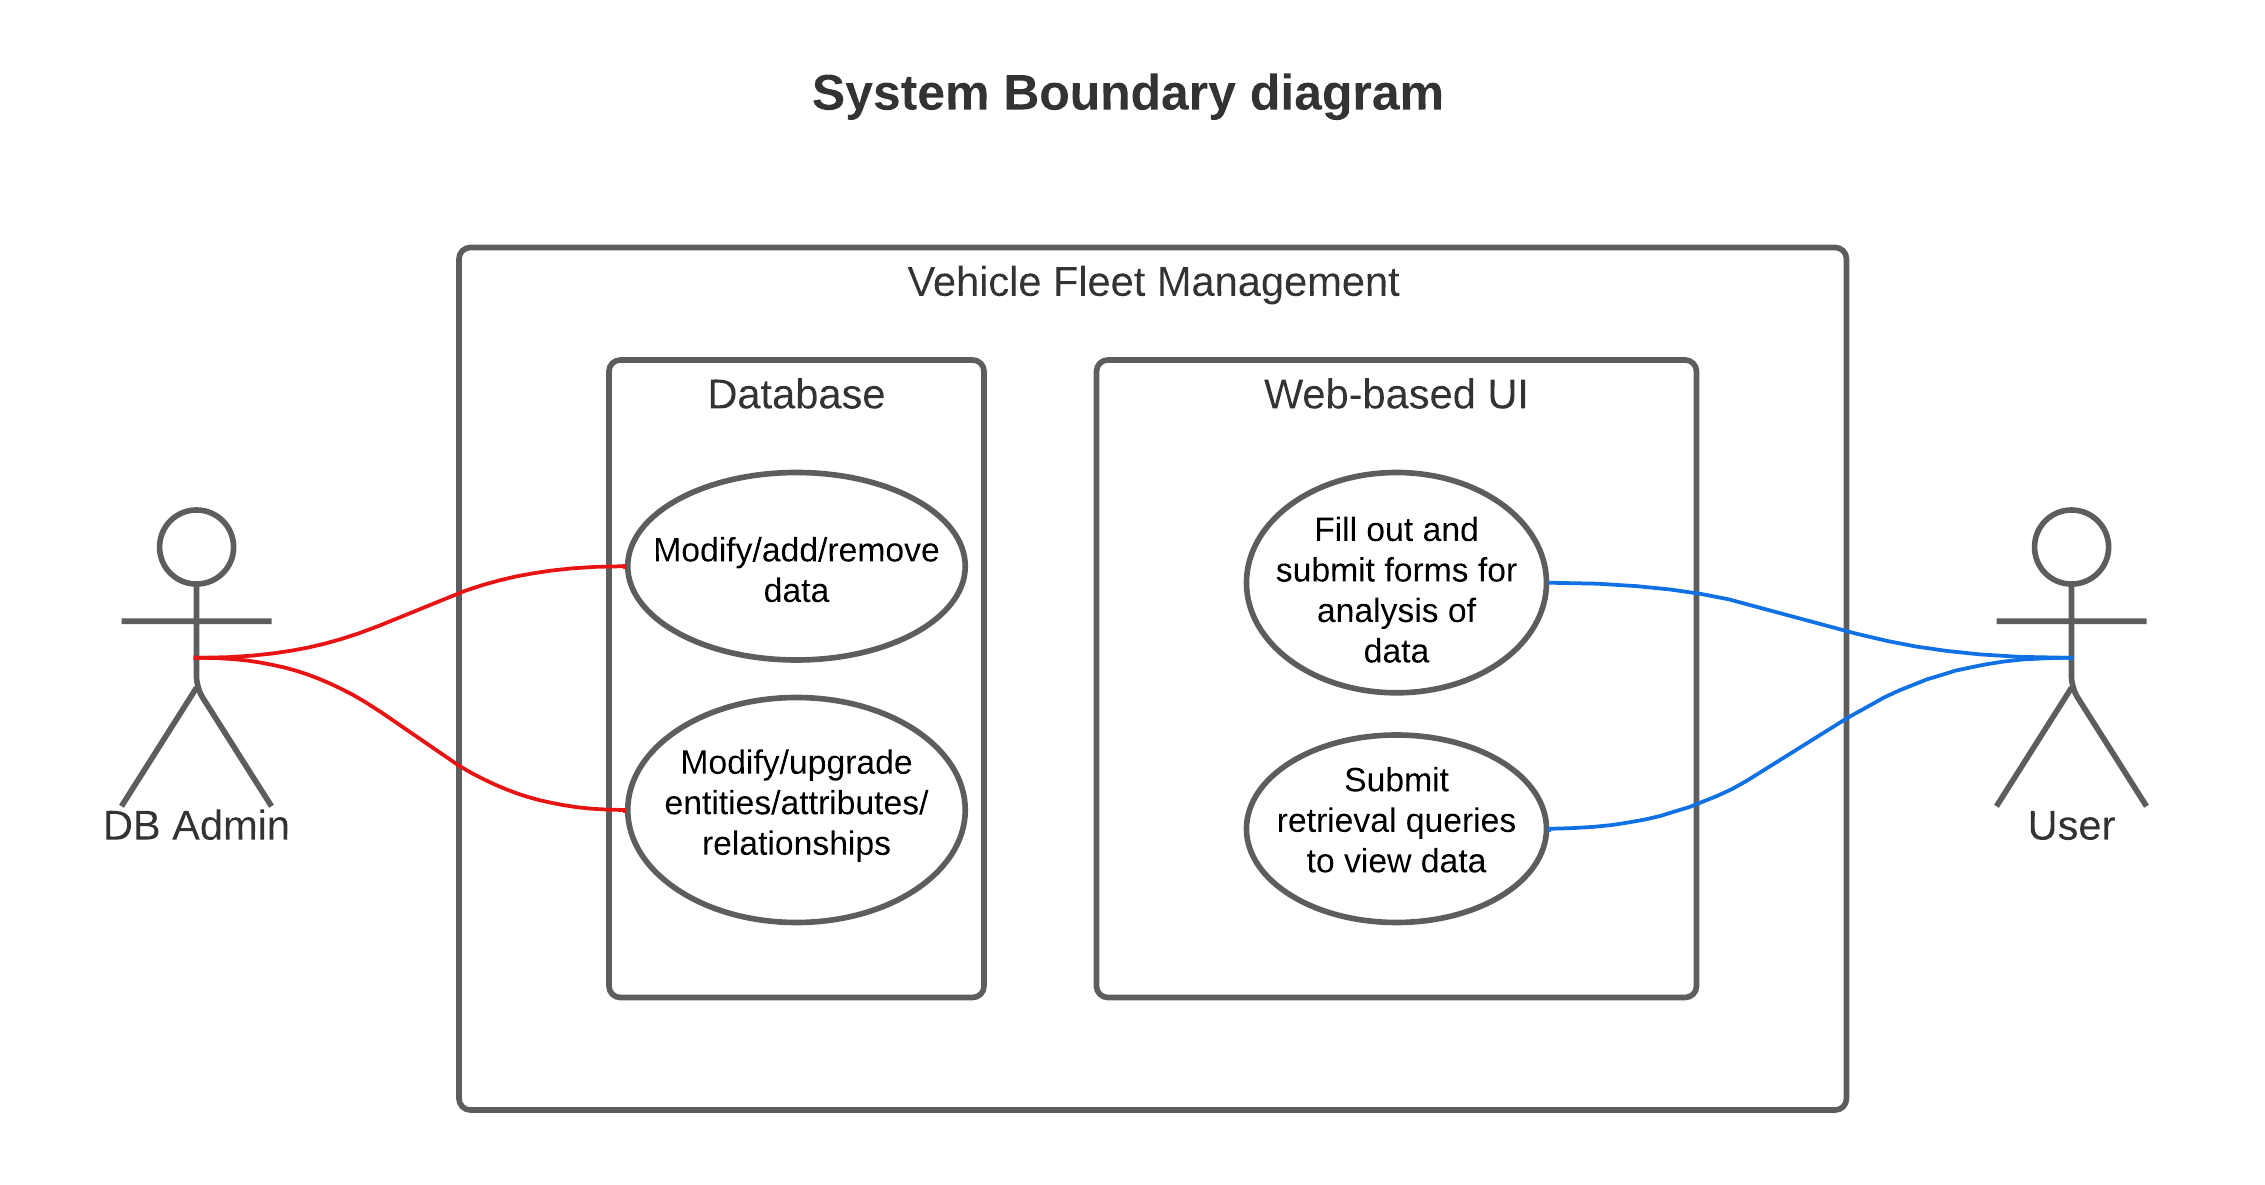 System Boundary diagram
Vehicle Fleet Management
Database
Modify/add/remove
data
Modify/upgrade
entities/attributes/
relationships
Web-based UI
Fill out and
submit forms for
analysis of
data
Submit
retrieval queries
to view data
DB Admin
User